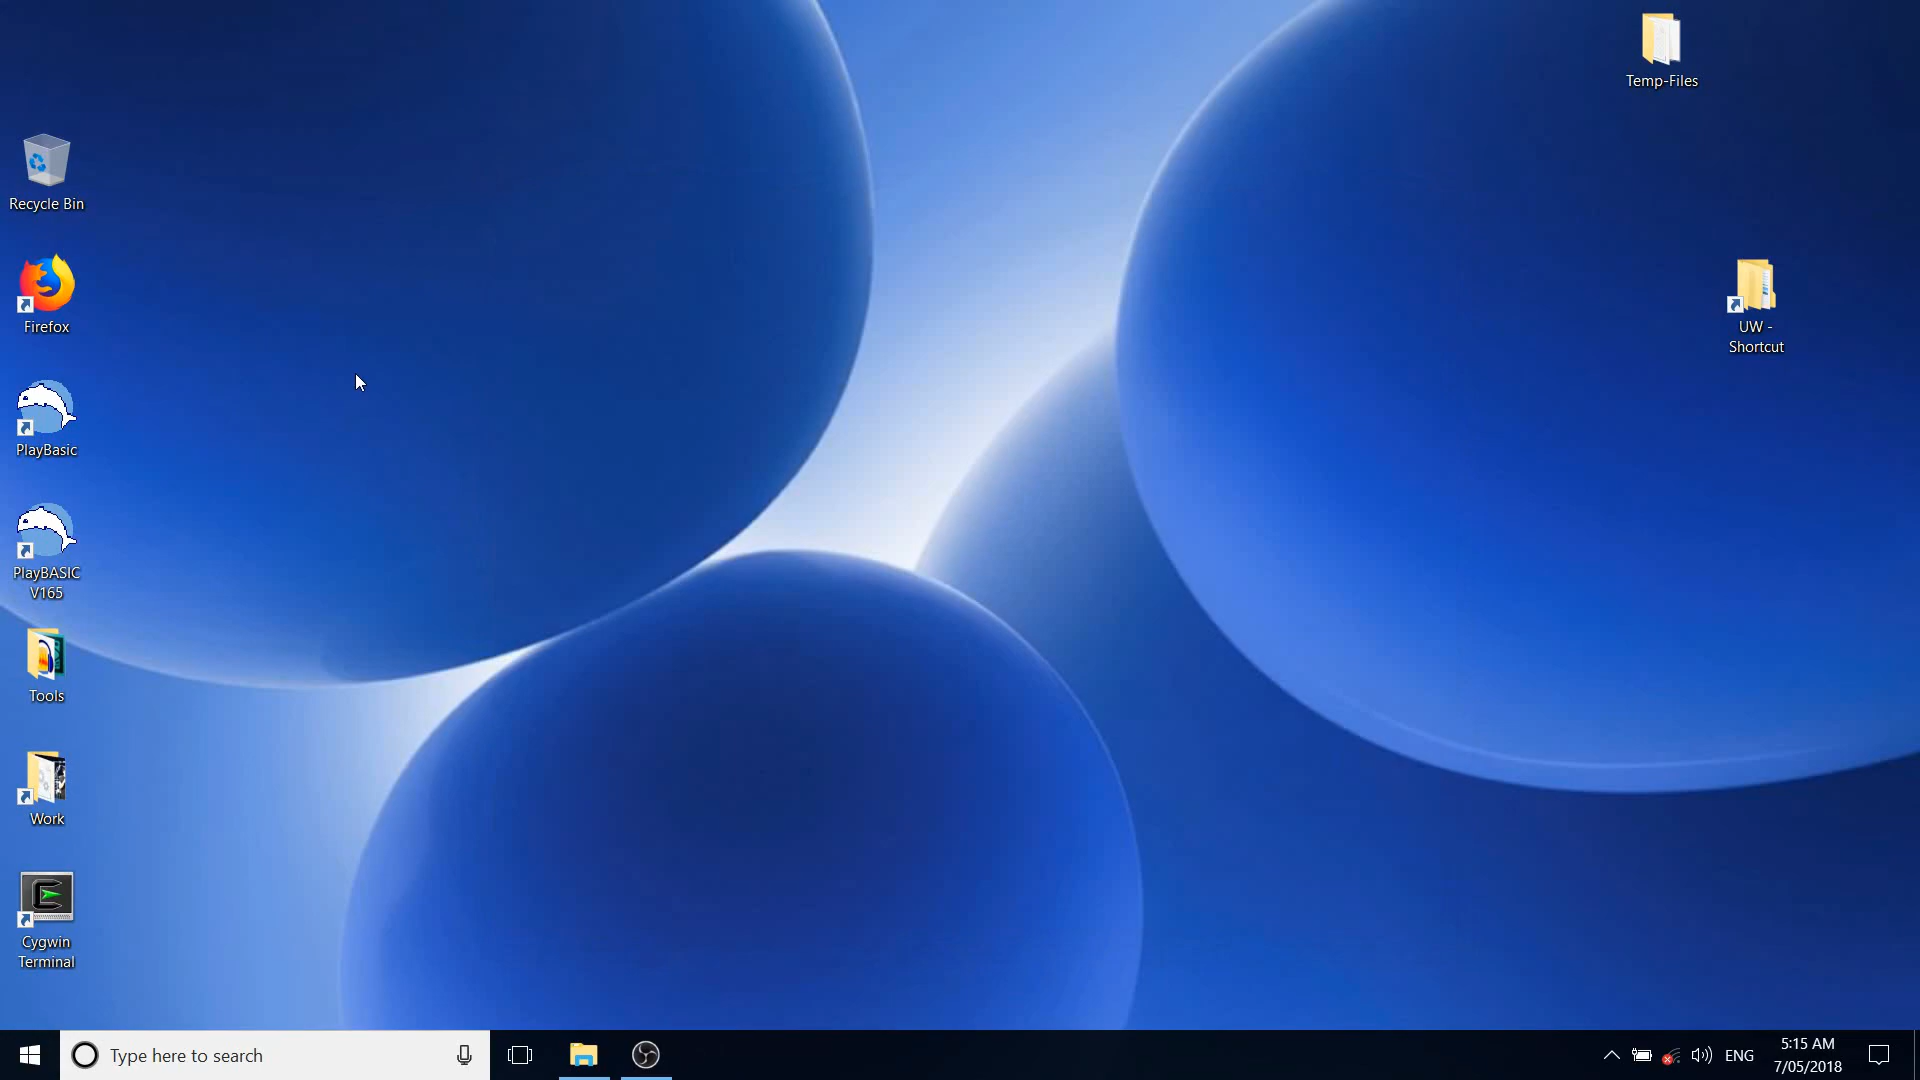 Temp-Files
Recycle Bin
Firefox
UW -
Shortcut
PlayBasic
PlayBASIC
V165
Tools
Work
Cygwin
Terminal
Type here to search
ENG
5:15 AM
7/05/2018